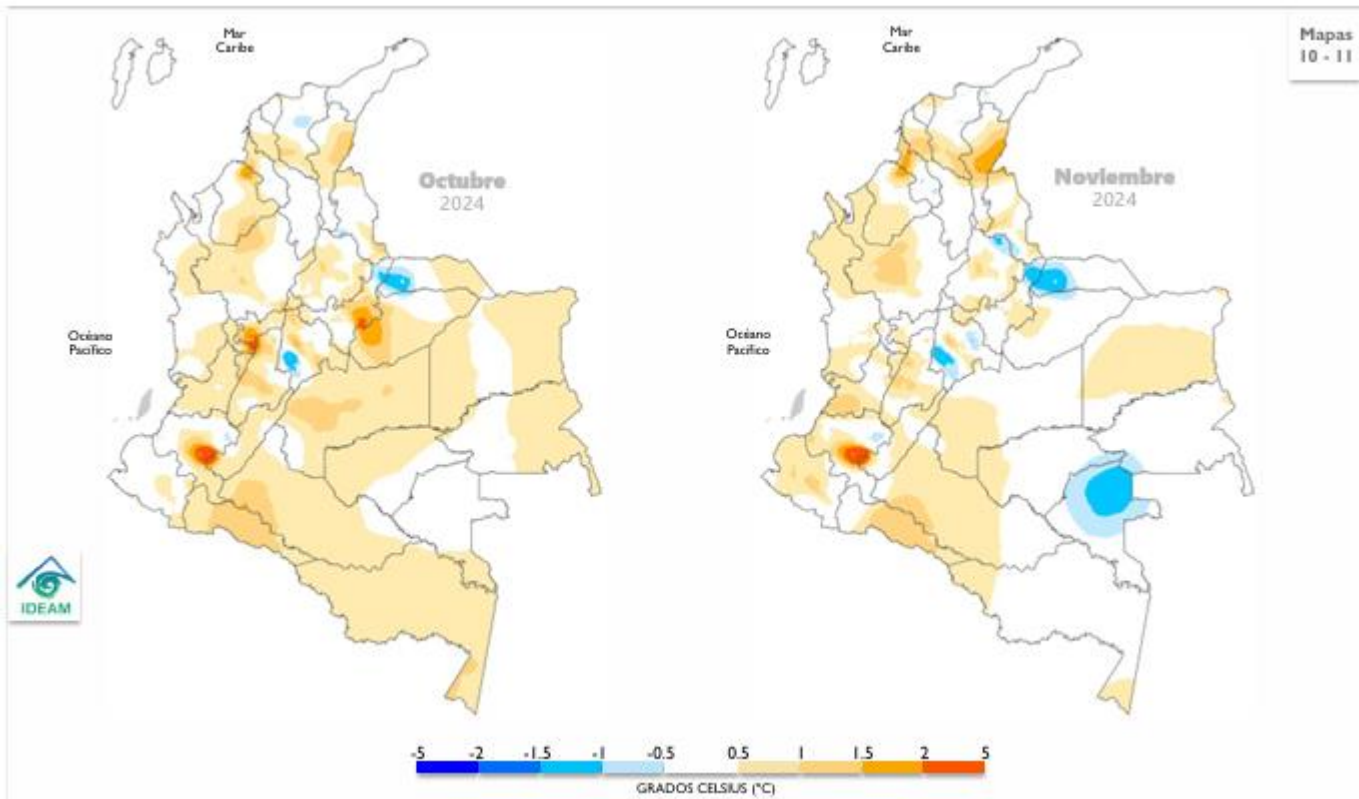 Mar
Caribe
Mar
Caribe
Mapas
10 - 11
Octubre
2024
Noviembre
2024
Océano
Pacífico
Océano
Pacífico
IDEAM
-5 -2 -1.5 -1 -0.5 0.5 1 1.5 2 5
GRADOS CELSIUS (°C)